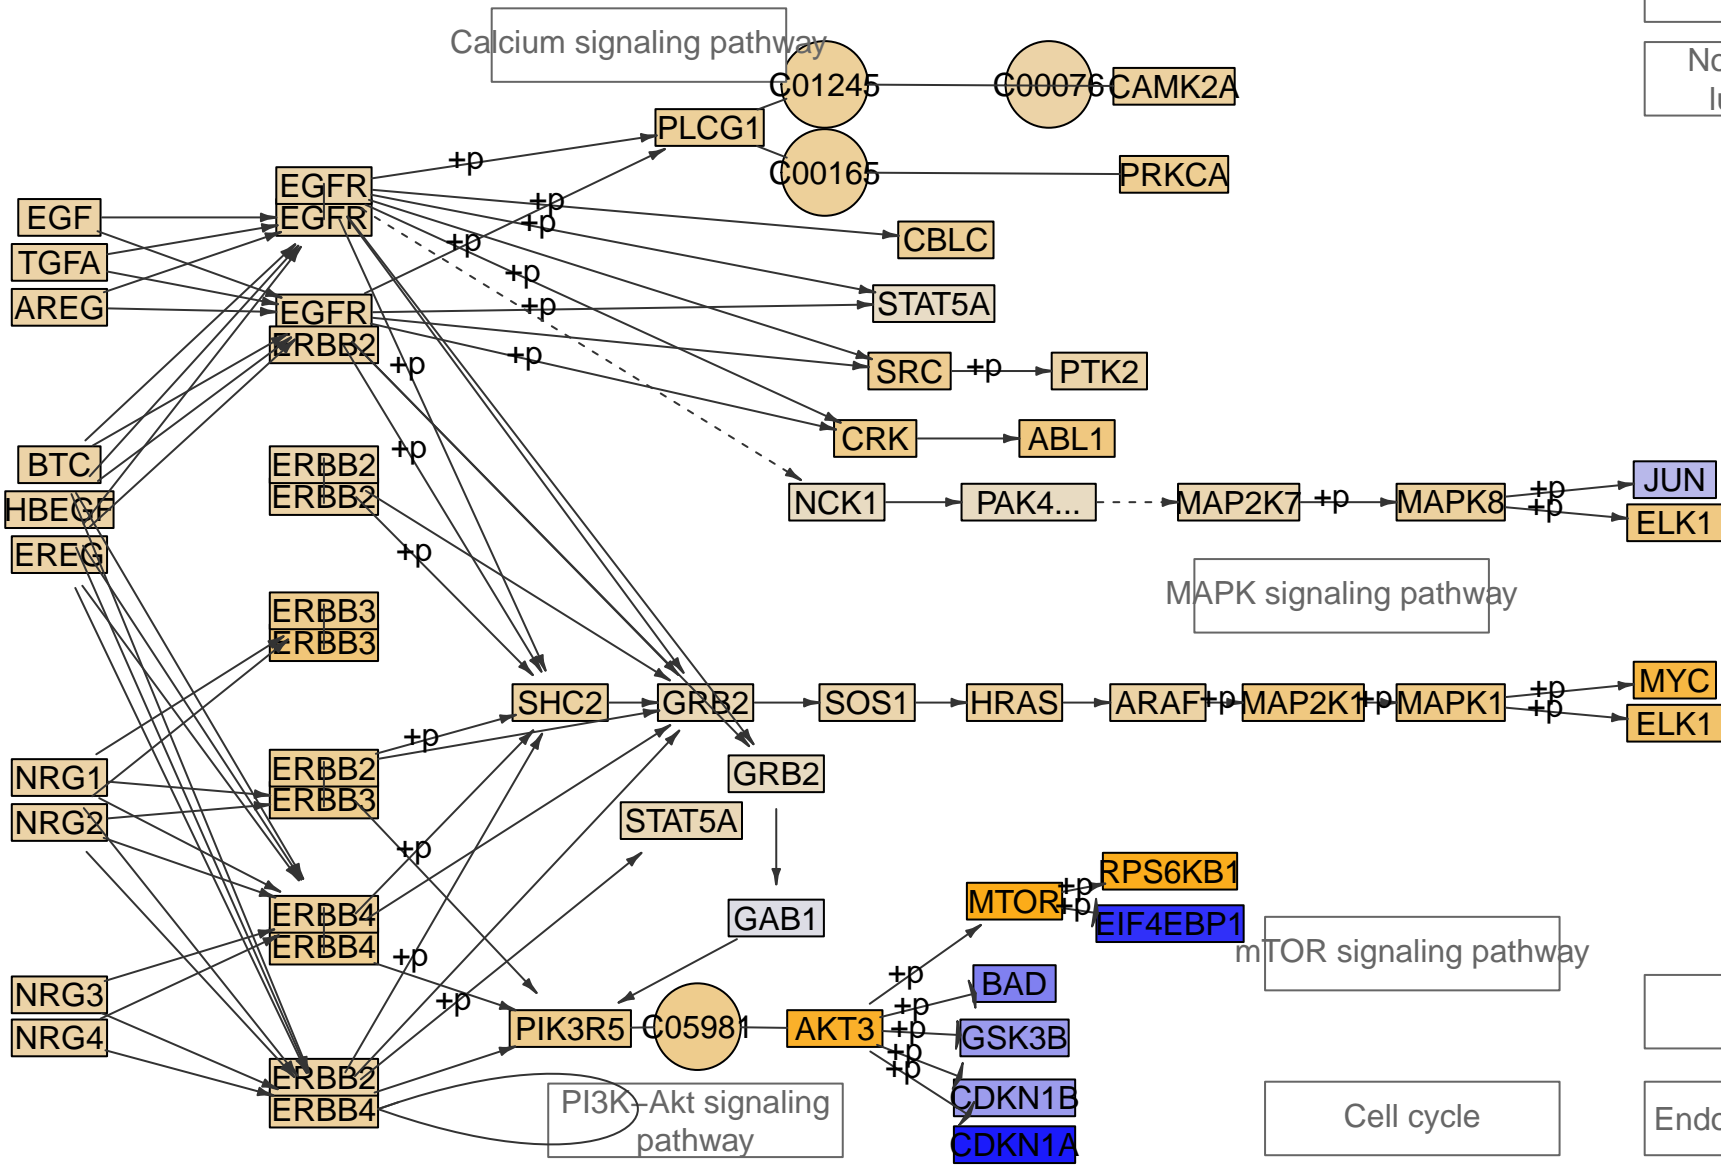 Calcium signaling pathway
No
lu
C01245
C00076
CAMK2A
PLCG1
+p
C00165
PRKCA
EGFR
EGFR
EGF
TGFA
AREG
+p
+p
+p
CBLC
+p
STAT5A
EGFR
ERBB2
+p
+p
+p
SRC
+p
PTK2
CRK
ABL1
BTC
HBEGF
EREG
ERBB2
ERBB2
+p
+p
NCK1
PAK4...
MAP2K7
+p
MAPK8
+p
+p
JUN
ELK1
MAPK signaling pathway
ERBB3
ERBB3
SHC2
GRB2
SOS1
HRAS
ARAF
+p
MAP2K1
+p
MAPK1
+p
+p
MYC
ELK1
NRG1
NRG2
ERBB2
ERBB3
+p
GRB2
STAT5A
+p
GAB1
ERBB4
ERBB4
+p
+p
MTOR
+p
+p
RPS6KB1
EIF4EBP1
mTOR signaling pathway
NRG3
NRG4
PIK3R5
C05981
AKT3
+p
+p
+p
+p
+p
BAD
GSK3B
CDKN1B
CDKN1A
ERBB2
ERBB4
PI3K–Akt signaling
pathway
Cell cycle
Endo